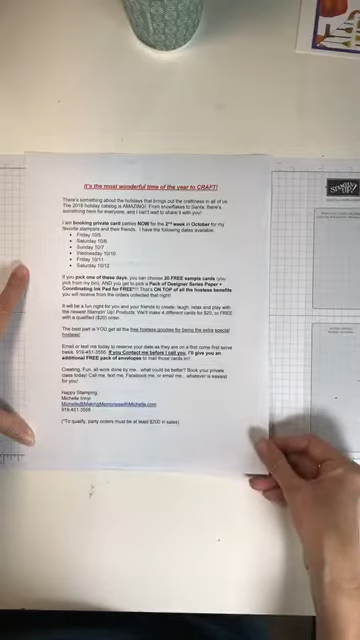 It's the most wonderful time of the year to CRAFT!
There's something about the holidays that brings out the craftiness in all of us.
The 2019 holiday catalog is AMAZING! From snowflakes to Santa, there's
something here for everyone, and I can't wait to share it with you!
I am booking private card parties NOW for the 2nd week in October for my
favorite stampers and their friends. I have the following dates available:
• Friday 10/5
• Saturday 10/6
• Sunday 10/7
• Wednesday 10/10
• Friday 10/11
• Saturday 10/12
If you pick one of these days, you can choose 20 FREE sample cards (you
pick from my bin), AND you get to pick a Pack of Designer Series Paper +
Coordinating Ink Pad for FREE*!! That's ON TOP of all the hostess benefits
you will receive from the orders collected that night!
It will be a fun night for you and your friends to create, laugh, relax and play with
the newest Stampin' Up! Products. We'll make 4 different cards for $20, or FREE
with a qualified ($200) order.
The best part is YOU get all the free hostess goodies for being the extra special
hostess!
Email or text me today to reserve your date as they are on a first come first serve
basis. 919-451-3556. If you Contact me before I call you, I'll give you an
additional FREE pack of envelopes to mail those cards in!!
Creating, Fun, all work done by me... what could be better? Book your private
class today! Call me, text me, Facebook me, or email me... whatever is easiest
for you!
Happy Stamping,
Michelle
Michelle@MakingMemorieswithMichelle.com
(*To qualify, party orders must be at least $200 in sales)
STAMPIN' UP!